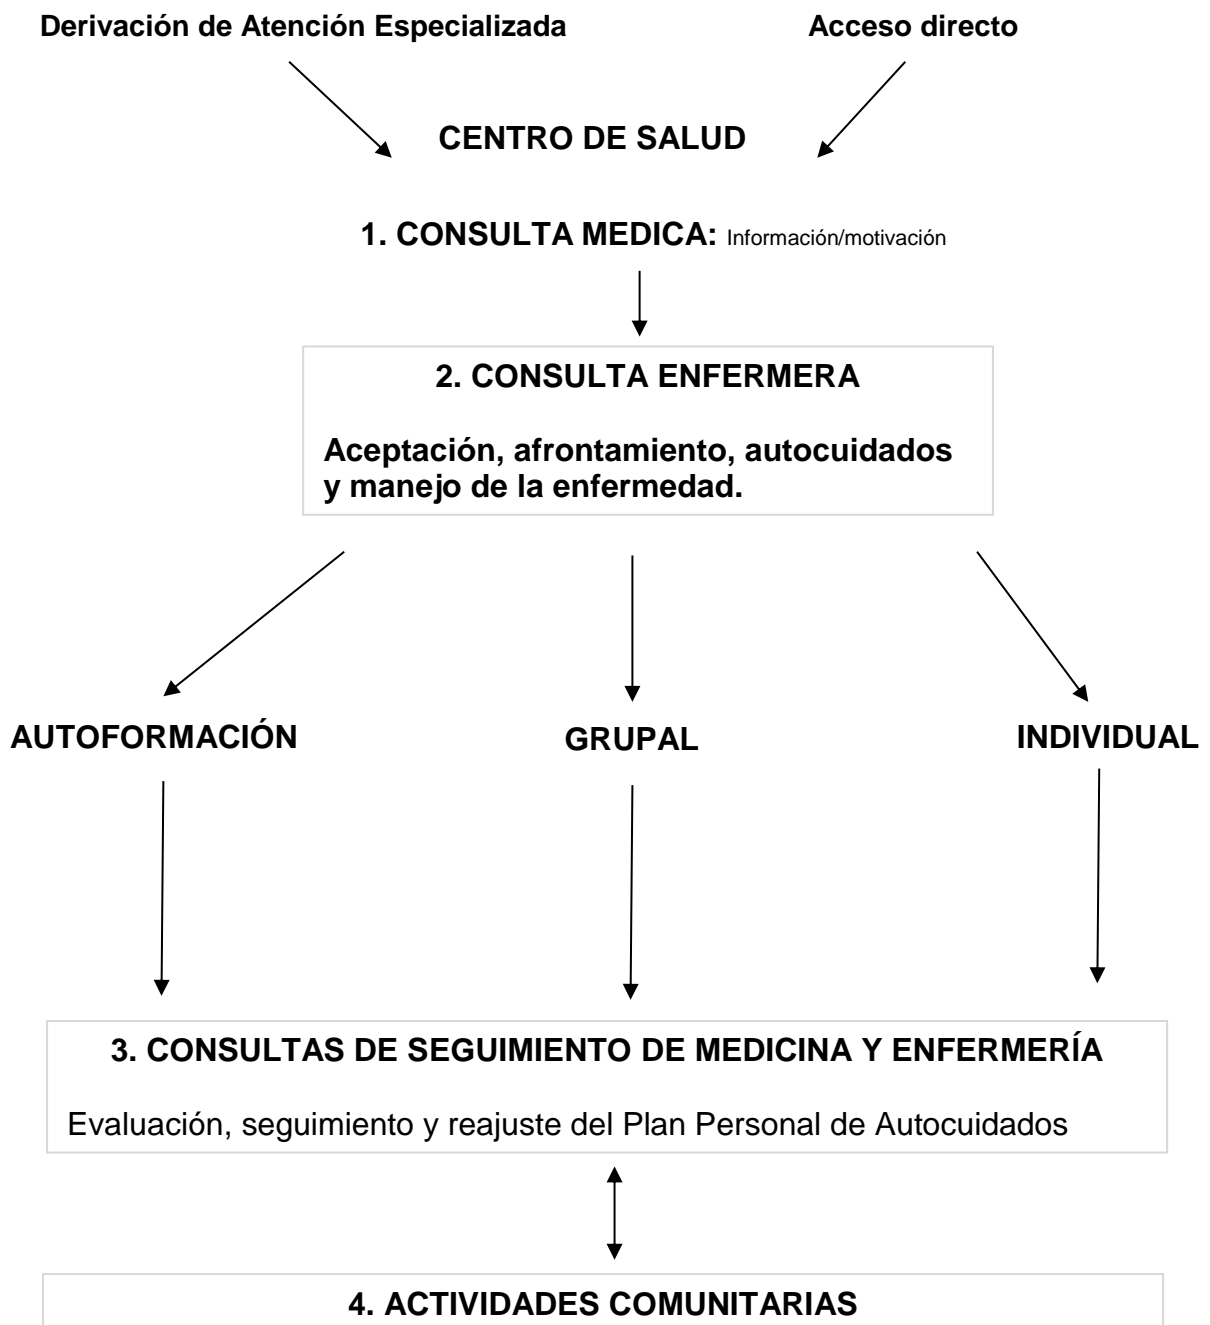 Derivación de Atención Especializada
Acceso directo
CENTRO DE SALUD
1. CONSULTA MEDICA: Información/motivación
2. CONSULTA ENFERMERA
Aceptación, afrontamiento, autocuidados
y manejo de la enfermedad.
AUTOFORMACIÓN
GRUPAL
INDIVIDUAL
3. CONSULTAS DE SEGUIMIENTO DE MEDICINA Y ENFERMERÍA
Evaluación, seguimiento y reajuste del Plan Personal de Autocuidados
4. ACTIVIDADES COMUNITARIAS